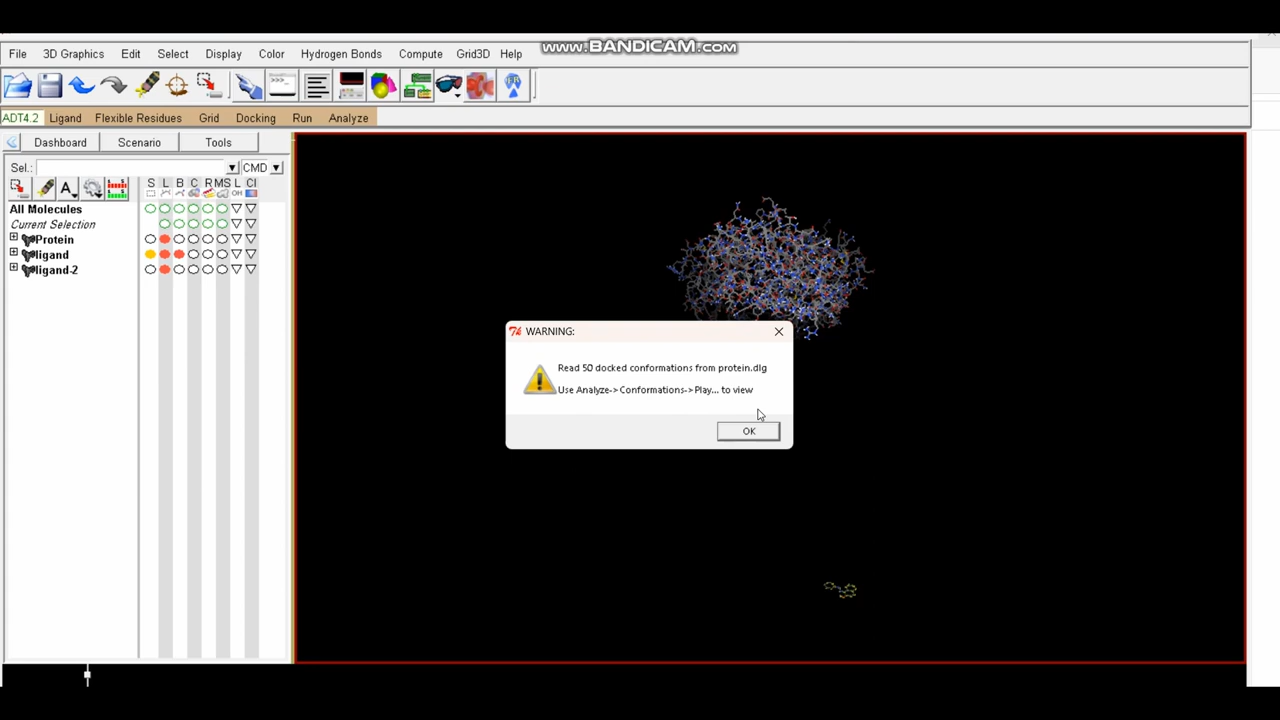 www.BANDICAM.com
File 3D Graphics Edit Select Display Color Hydrogen Bonds Compute Grid3D Help
ADT4.2 Ligand Flexible Residues Grid Docking Run Analyze
Dashboard Scenario Tools
Sel.: CMD
A
S L B C R MS L Cl
All Molecules
Current Selection
Protein
ligand
ligand-2
WARNING:
Read 50 docked conformations from protein.dlg
Use Analyze->Conformations->Play... to view
OK